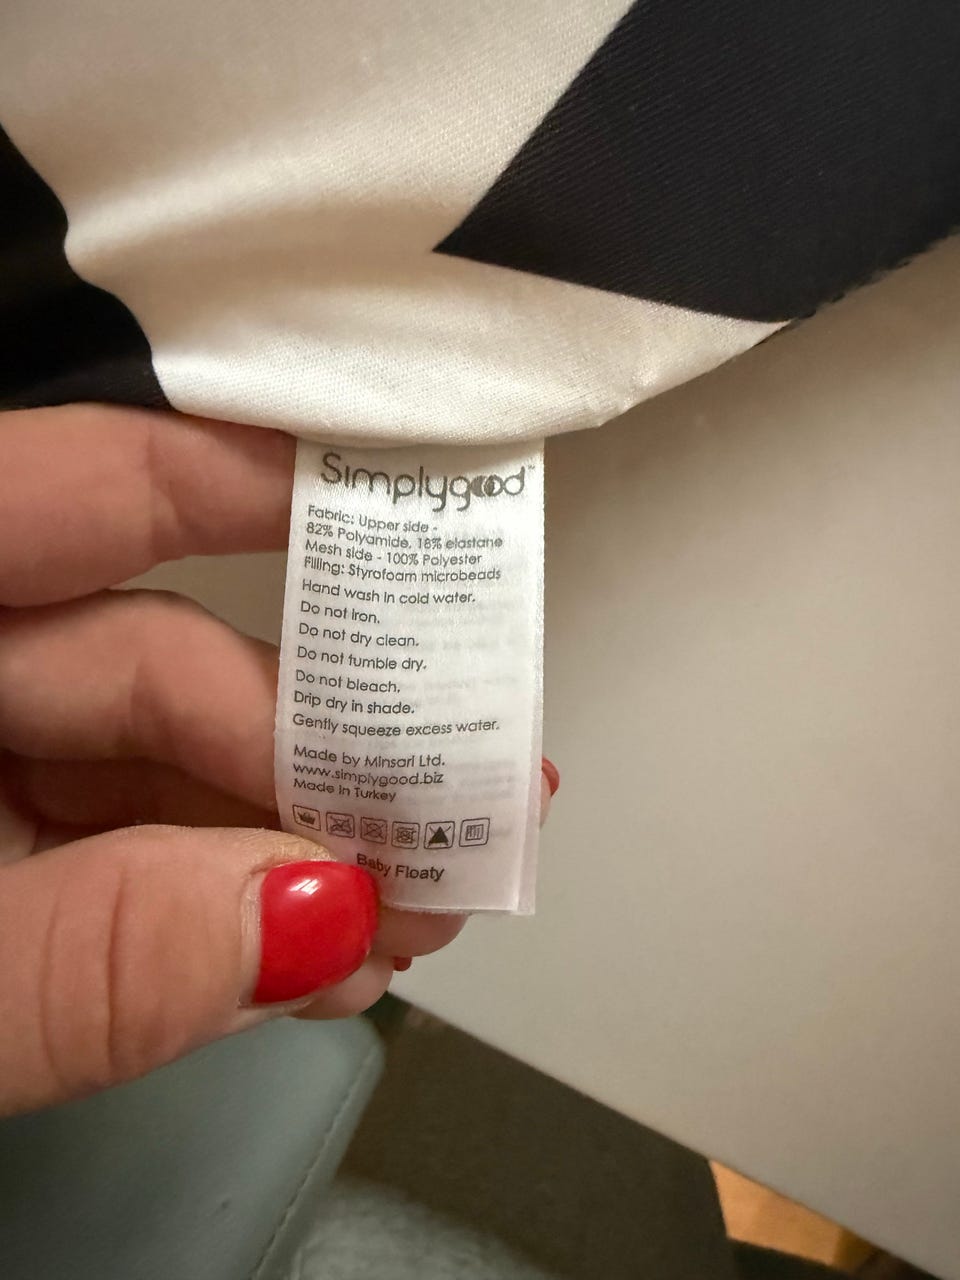 Simplygood™
Fabric: Upper side -
82% Polyamide, 18% elastane
Mesh side - 100% Polyester
Filling: Styrofoam microbeads
Hand wash in cold water.
Do not iron.
Do not dry clean.
Do not tumble dry.
Do not bleach.
Drip dry in shade.
Gently squeeze excess water.
Made by Minsari Ltd.
www.simplygood.biz
Made in Turkey
Baby Floaty